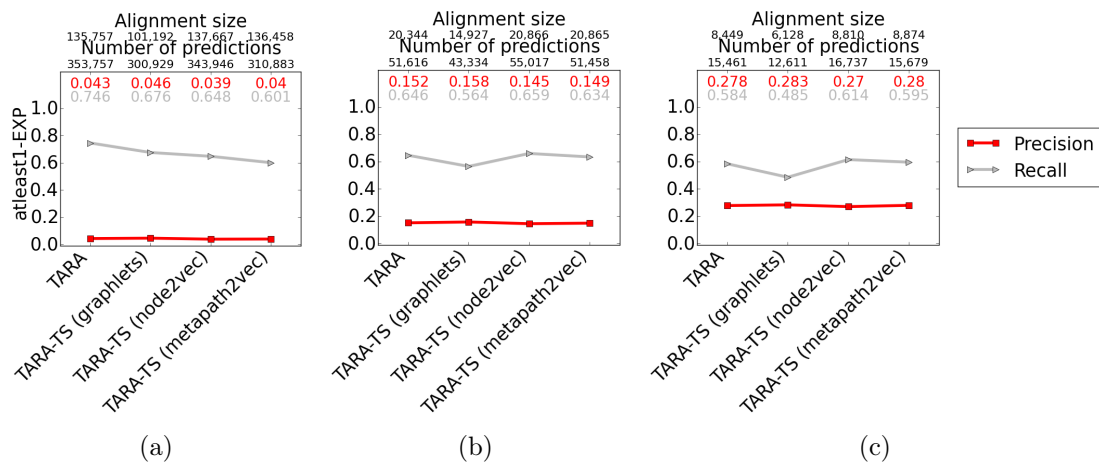 Alignment size
135,757 101,192 137,667 136,458
Number of predictions
353,757 300,929 343,946 310,883
0.043 0.046 0.039 0.04
0.746 0.676 0.648 0.601
1.0
0.8
0.6
0.4
0.2
0.0
atleast1-EXP
TARA
TARA-TS (graphlets)
TARA-TS (node2vec)
TARA-TS (metapath2vec)
(a)
Alignment size
20,344 14,927 20,866 20,865
Number of predictions
51,616 43,334 55,017 51,458
0.152 0.158 0.145 0.149
0.646 0.564 0.659 0.634
1.0
0.8
0.6
0.4
0.2
0.0
TARA
TARA-TS (graphlets)
TARA-TS (node2vec)
TARA-TS (metapath2vec)
(b)
Alignment size
8,449 6,128 8,810 8,874
Number of predictions
15,461 12,611 16,737 15,679
0.278 0.283 0.27 0.28
0.584 0.485 0.614 0.595
1.0
0.8
0.6
0.4
0.2
0.0
TARA
TARA-TS (graphlets)
TARA-TS (node2vec)
TARA-TS (metapath2vec)
(c)
Precision
Recall